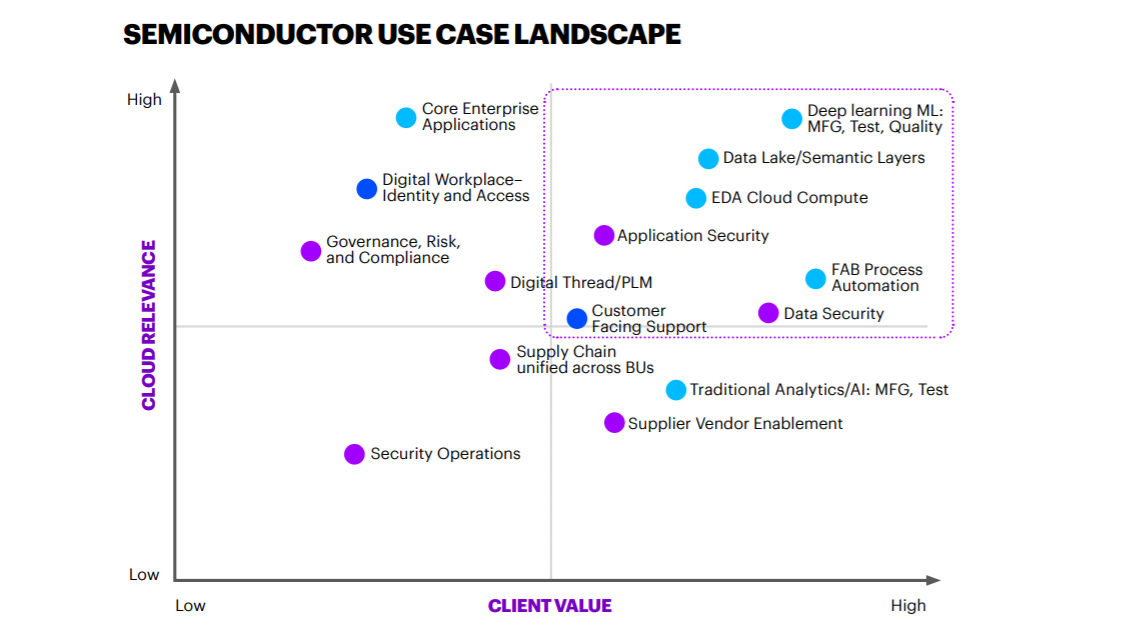 SEMICONDUCTOR USE CASE LANDSCAPE
High
Core Enterprise
Applications
Deep learning ML:
MFG, Test, Quality
Data Lake/Semantic Layers
Digital Workplace–
Identity and Access
EDA Cloud Compute
Application Security
Governance, Risk,
and Compliance
FAB Process
Automation
Digital Thread/PLM
Customer
Facing Support
Data Security
CLOUD RELEVANCE
Supply Chain
unified across BUs
Traditional Analytics/AI: MFG, Test
Supplier Vendor Enablement
Security Operations
Low
Low
CLIENT VALUE
High